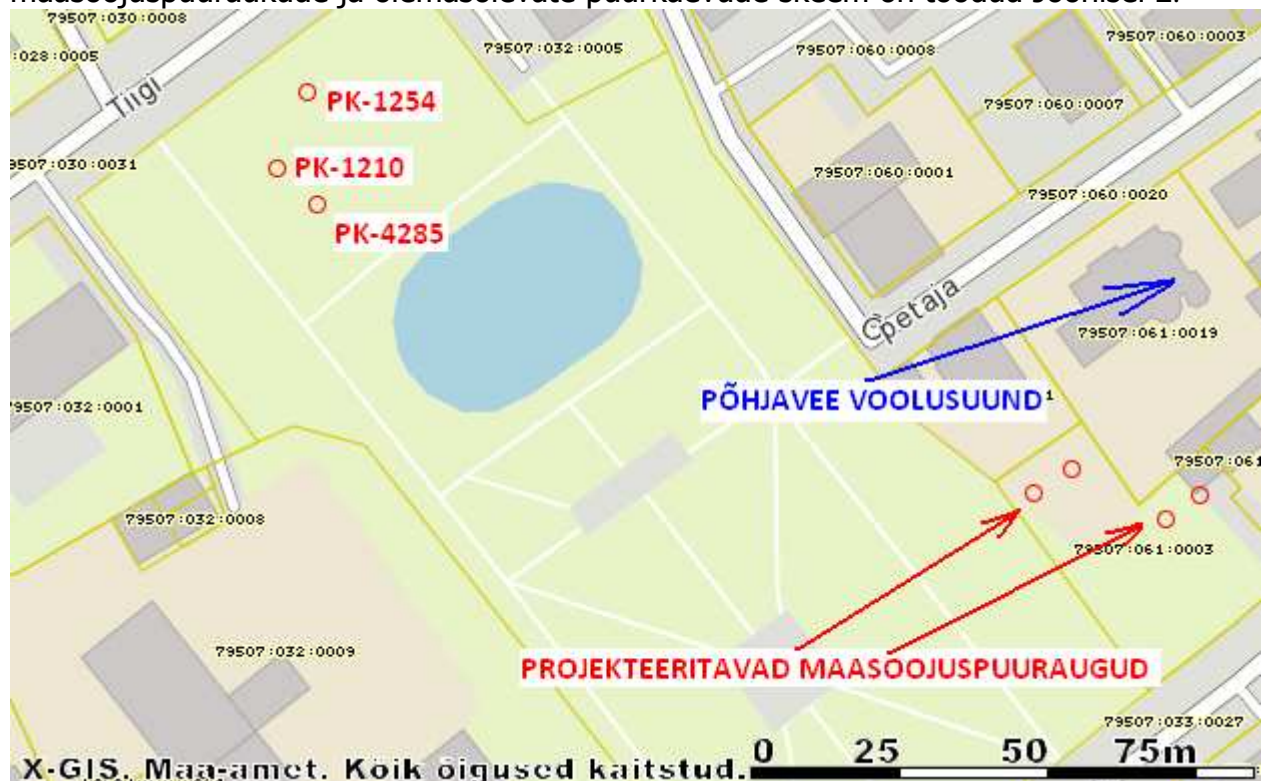 maasoojuspuuraukude ja olemasolevate puurkaevude skeem on toodud Joonisel 2.
79507:030:0008
:028:0005
79507:032:0005
79507:060:0008
79507:060:0003
Tiigi
PK-1254
79507:060:0007
9507:030:0031
PK-1210
79507:060:0001
79507:060:0020
PK-4285
Õpetaja
79507:061:0019
PÕHJAVEE VOOLUSUUND¹
9507:032:0001
79507:061
79507:032:0008
79507:061:0003
79507:032:0009
PROJEKTEERITAVAD MAASOOJUSPUURAUGUD
79507:033:0027
X-GIS. Maa-amet. Kõik õigused kaitstud.
0 25 50 75m